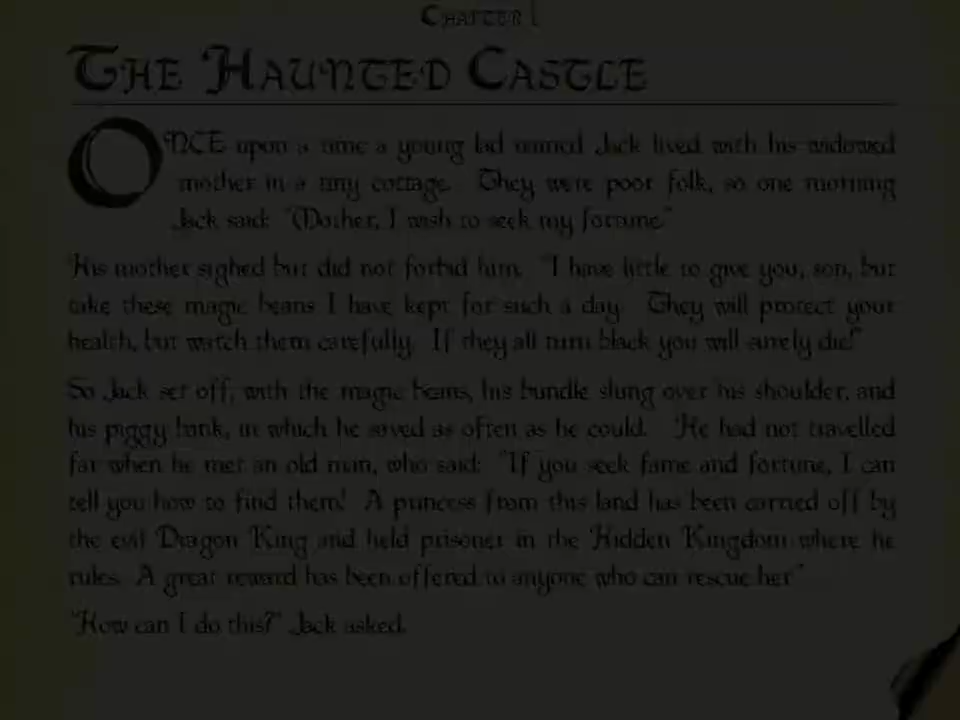 Chapter 1
The Haunted Castle
Once upon a time a young lad named Jack lived with his widowed
mother in a tiny cottage. They were poor folk, so one morning
Jack said: "Mother, I wish to seek my fortune."
His mother sighed but did not forbid him. "I have little to give you, son, but
take these magic beans I have kept for such a day. They will protect your
health, but watch them carefully. If they all turn black you will surely die!"
So Jack set off, with the magic beans, his bundle slung over his shoulder, and
his piggy bank, in which he saved as often as he could. He had not travelled
far when he met an old man, who said: "If you seek fame and fortune, I can
tell you how to find them! A princess from this land has been carried off by
the evil Dragon King and held prisoner in the Hidden Kingdom where he
rules. A great reward has been offered to anyone who can rescue her"
"How can I do this?" Jack asked.